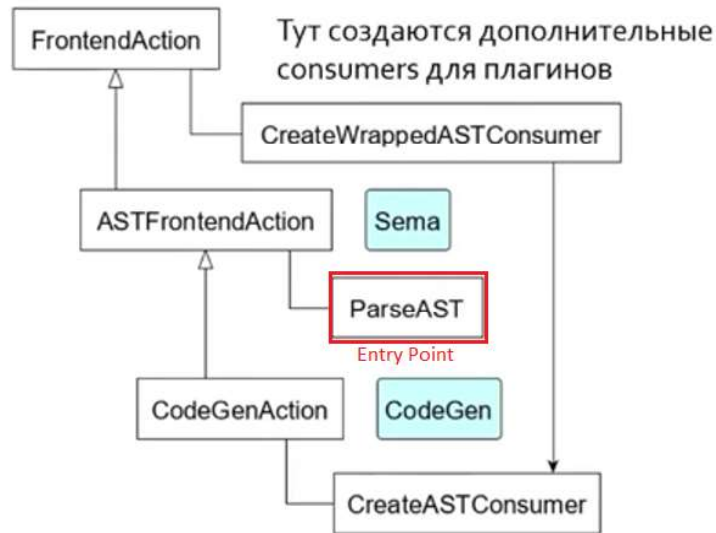 FrontendAction
Тут создаются дополнительные
consumers для плагинов
CreateWrappedASTConsumer
ASTFrontendAction
Sema
ParseAST
Entry Point
CodeGenAction
CodeGen
CreateASTConsumer